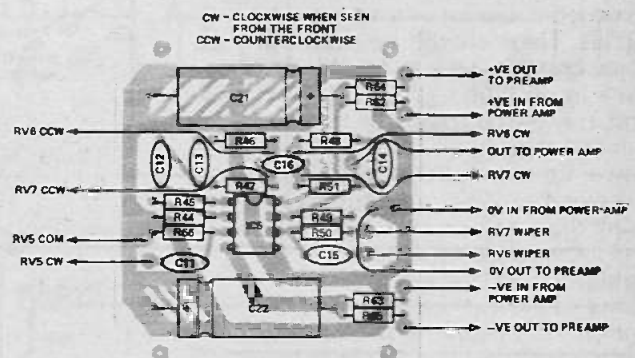 CW – CLOCKWISE WHEN SEEN
FROM THE FRONT
CCW – COUNTERCLOCKWISE
C21
R64
R62
+VE OUT
TO PREAMP
+VE IN FROM
POWER AMP
RV6 CCW
R46
R48
RV6 CW
OUT TO POWER AMP
C12
C13
C16
C14
RV7 CCW
R47
R51
RV7 CW
R45
R44
IC5
R49
R50
0V IN FROM POWER AMP
RV7 WIPER
RV5 COM
RV5 CW
C11
C15
RV6 WIPER
0V OUT TO PREAMP
–VE IN FROM
POWER AMP
C22
R63
R65
–VE OUT TO PREAMP